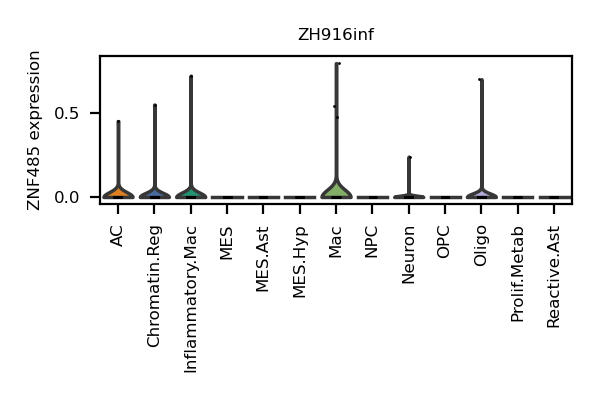 ZH916inf
ZNF485 expression
0.5
0.0
AC
Chromatin.Reg
Inflammatory.Mac
MES
MES.Ast
MES.Hyp
Mac
NPC
Neuron
OPC
Oligo
Prolif.Metab
Reactive.Ast